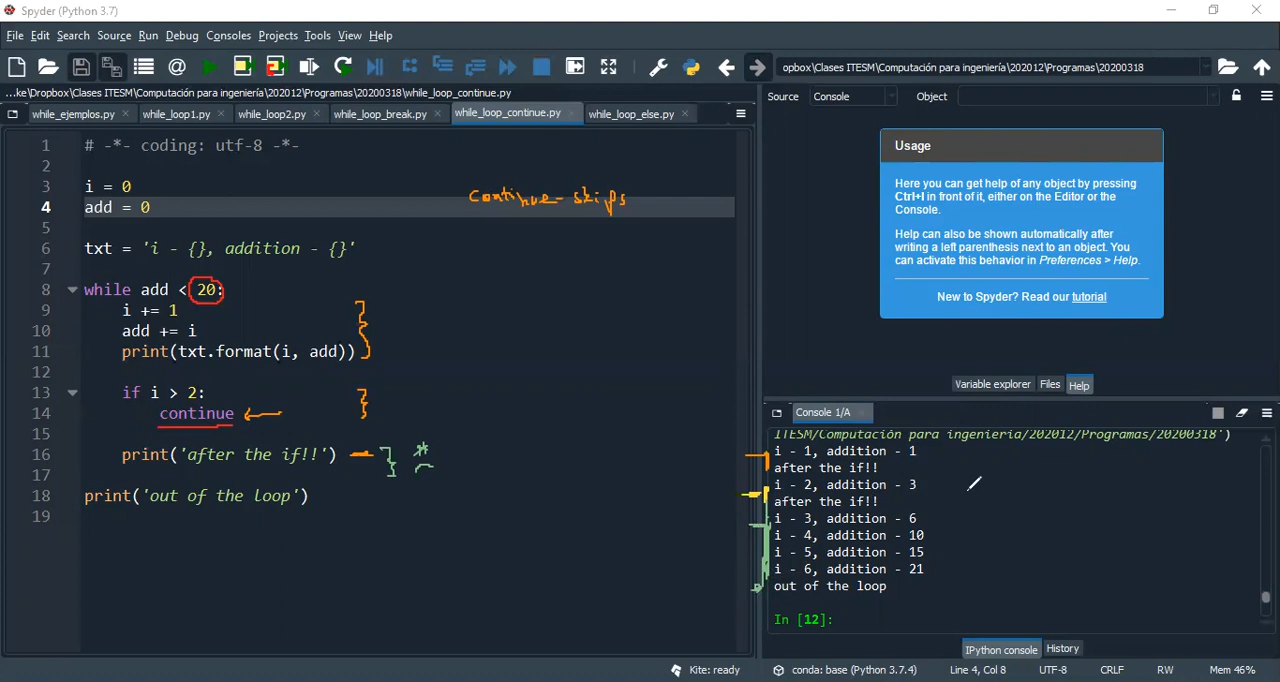 Spyder (Python 3.7)
File Edit Search Source Run Debug Consoles Projects Tools View Help
opbox\Clases ITESM\Computación para ingeniería\202012\Programas\20200318
...ke\Dropbox\Clases ITESM\Computación para ingeniería\202012\Programas\20200318\while_loop_continue.py
Source Console Object
while_ejemplos.py while_loop1.py while_loop2.py while_loop_break.py while_loop_continue.py while_loop_else.py
1 # -*- coding: utf-8 -*-
2
3 i = 0
continue - skips
4 add = 0
5
6 txt = 'i - {}, addition - {}'
7
8 while add < 20:
9 i += 1
10 add += i
11 print(txt.format(i, add))
12
13 if i > 2:
14 continue
15
16 print('after the if!!')
*
17
18 print('out of the loop')
19
Usage
Here you can get help of any object by pressing
Ctrl+I in front of it, either on the Editor or the
Console.
Help can also be shown automatically after
writing a left parenthesis next to an object. You
can activate this behavior in Preferences > Help.
New to Spyder? Read our tutorial
Variable explorer Files Help
Console 1/A
ITESM/Computación para ingeniería/202012/Programas/20200318')
i - 1, addition - 1
after the if!!
i - 2, addition - 3
after the if!!
i - 3, addition - 6
i - 4, addition - 10
i - 5, addition - 15
i - 6, addition - 21
out of the loop
In [12]:
IPython console History
Kite: ready conda: base (Python 3.7.4) Line 4, Col 8 UTF-8 CRLF RW Mem 46%